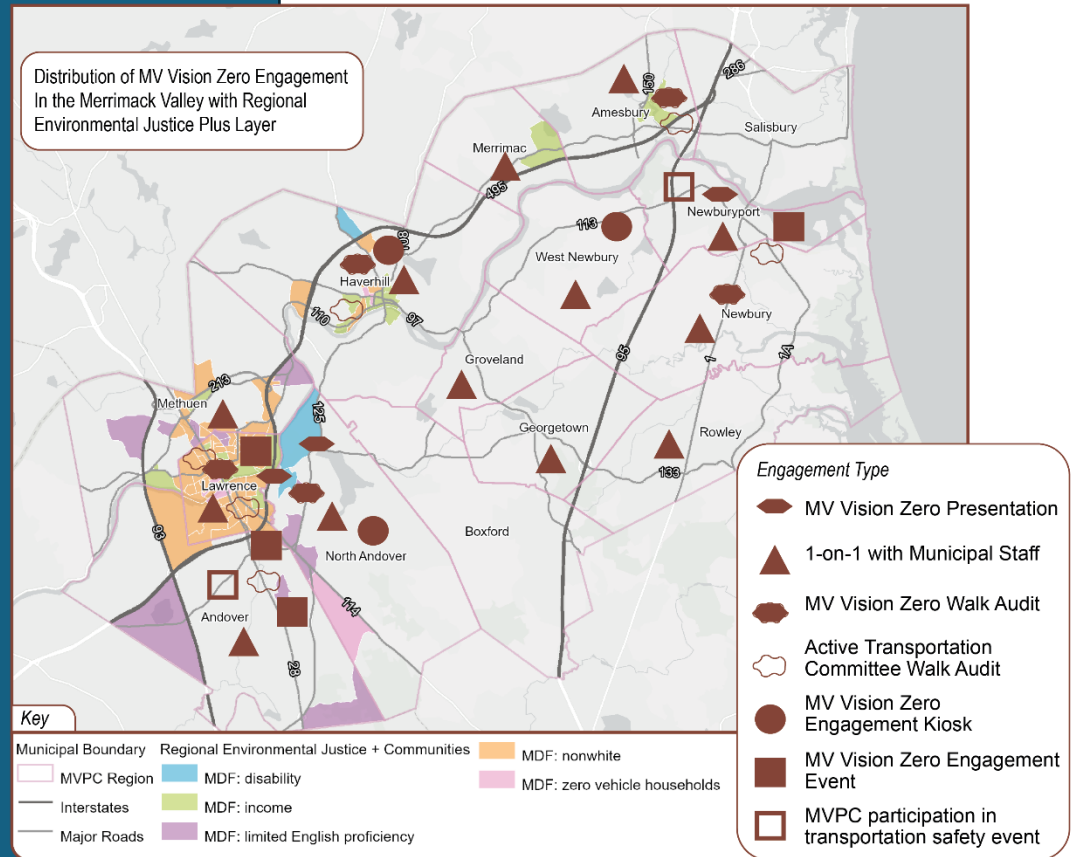 Distribution of MV Vision Zero Engagement
In the Merrimack Valley with Regional
Environmental Justice Plus Layer
286
150
Amesbury
Salisbury
Merrimac
495
Newburyport
113
West Newbury
Haverhill
110
97
Newbury
95
1
1A
Groveland
213
Methuen
125
Georgetown
Rowley
133
Lawrence
93
Boxford
North Andover
114
Andover
28
Engagement Type
MV Vision Zero Presentation
1-on-1 with Municipal Staff
MV Vision Zero Walk Audit
Active Transportation
Committee Walk Audit
MV Vision Zero
Engagement Kiosk
MV Vision Zero Engagement
Event
MVPC participation in
transportation safety event
Key
Municipal Boundary
MVPC Region
Interstates
Major Roads
Regional Environmental Justice + Communities
MDF: disability
MDF: income
MDF: limited English proficiency
MDF: nonwhite
MDF: zero vehicle households